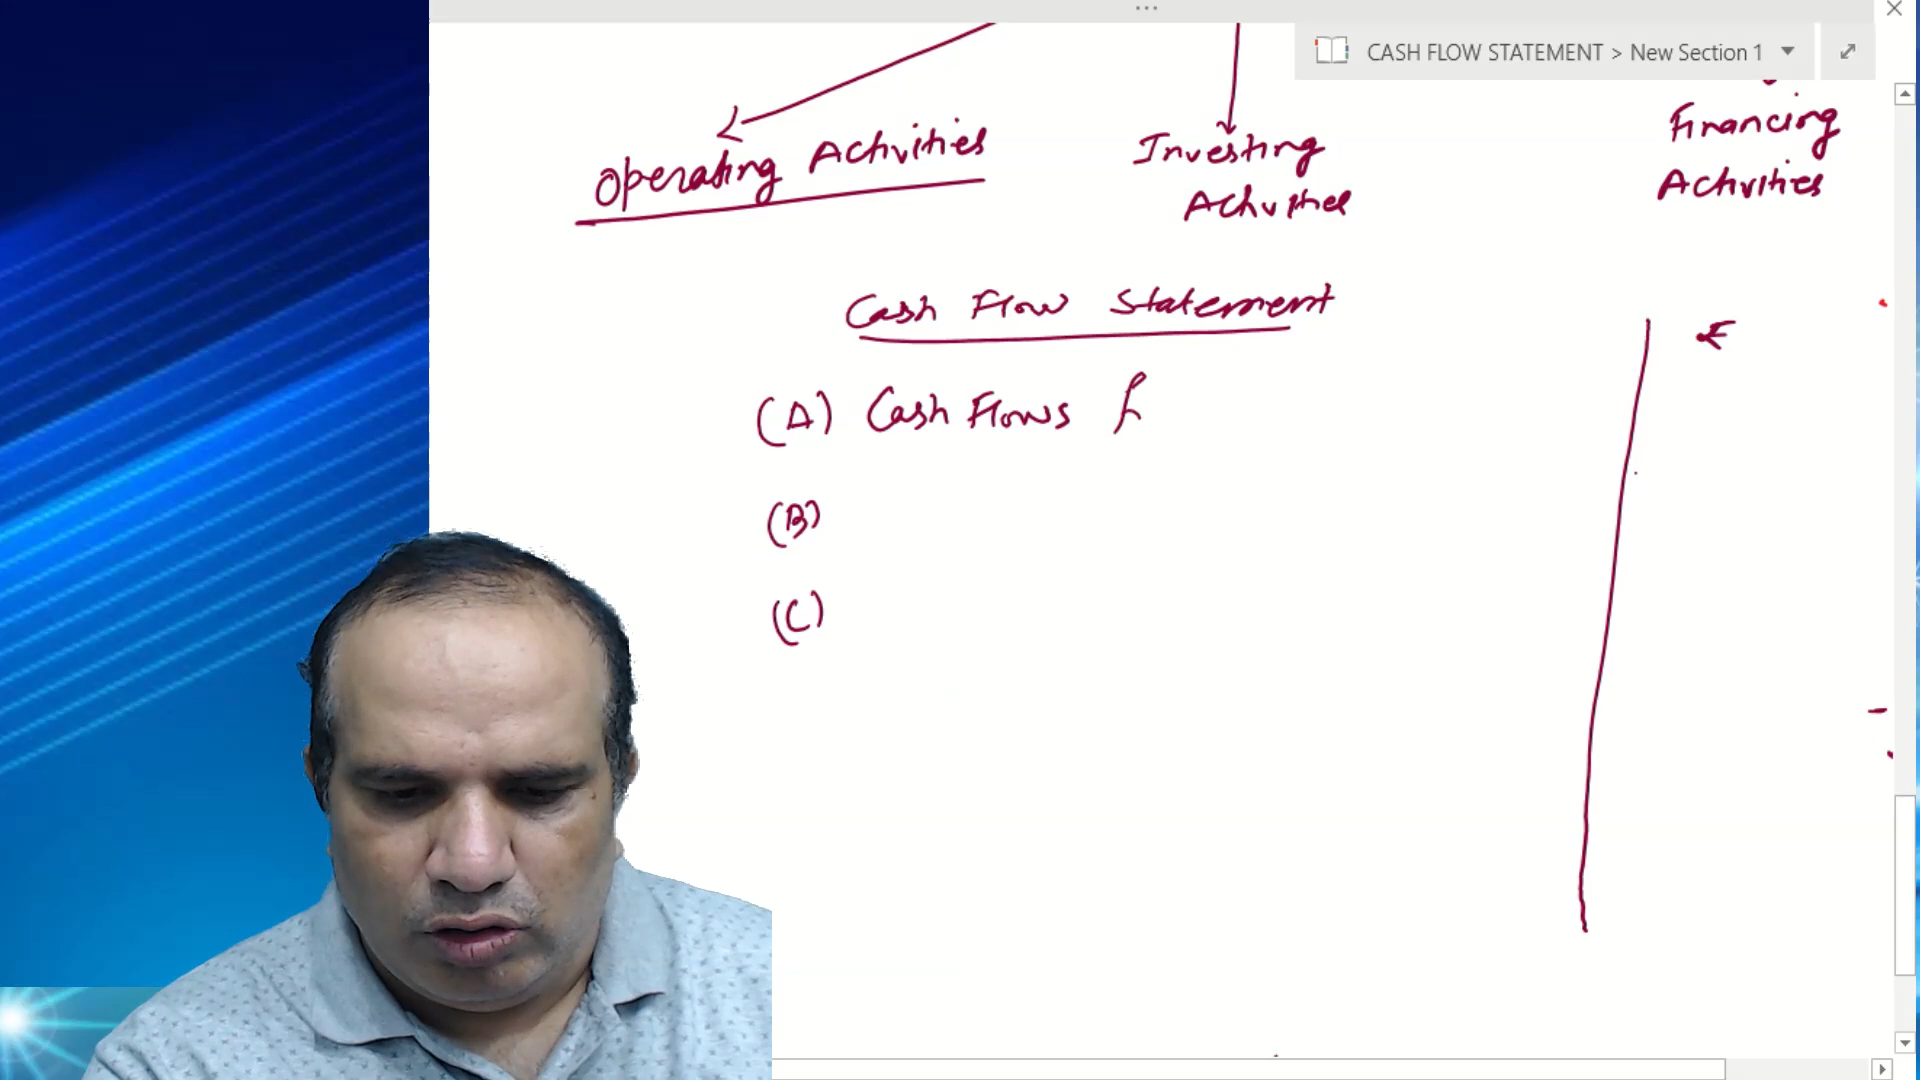 CASH FLOW STATEMENT > New Section 1
Operating Activities
Investing
Activities
Financing
Activities
Cash Flow Statement
(A) Cash Flows f
(B)
(C)